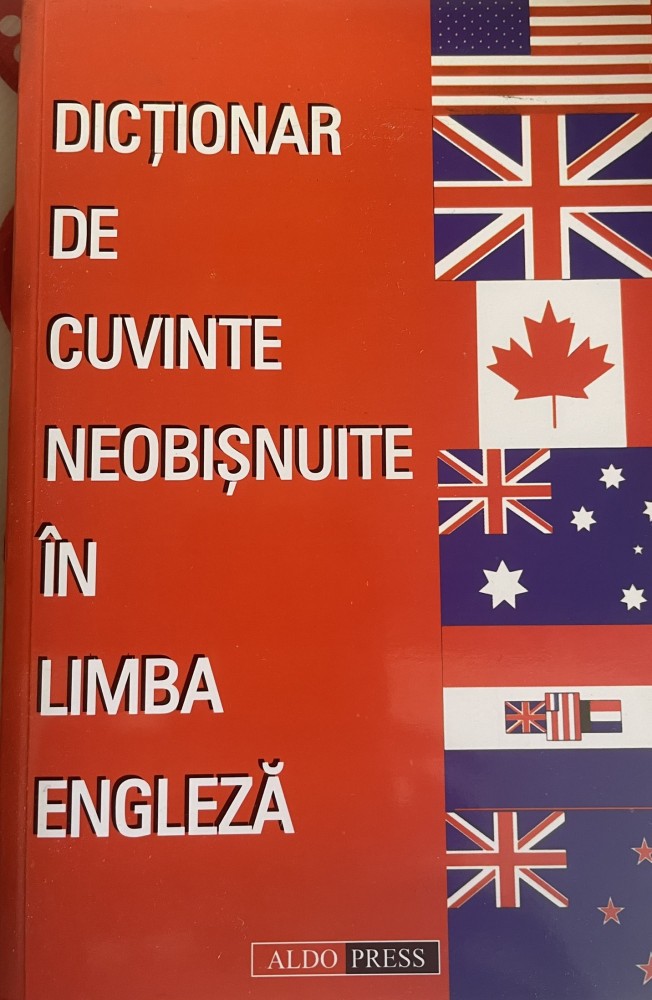 DICȚIONAR
DE
CUVINTE
NEOBIȘNUITE
ÎN
LIMBA
ENGLEZĂ
ALDO PRESS